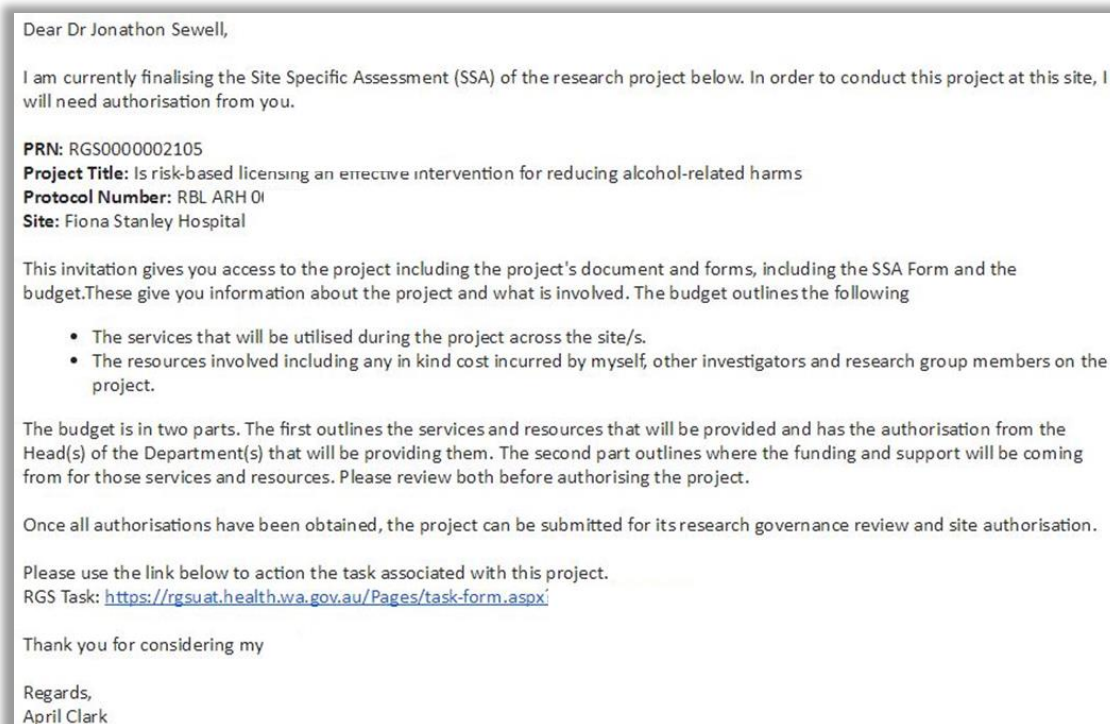 Dear Dr Jonathon Sewell,
I am currently finalising the Site Specific Assessment (SSA) of the research project below. In order to conduct this project at this site, I
will need authorisation from you.
PRN: RGS0000002105
Project Title: Is risk-based licensing an effective intervention for reducing alcohol-related harms
Protocol Number: RBL ARH
Site: Fiona Stanley Hospital
This invitation gives you access to the project including the project's document and forms, including the SSA Form and the
budget.These give you information about the project and what is involved. The budget outlines the following
• The services that will be utilised during the project across the site/s.
• The resources involved including any in kind cost incurred by myself, other investigators and research group members on the
project.
The budget is in two parts. The first outlines the services and resources that will be provided and has the authorisation from the
Head(s) of the Department(s) that will be providing them. The second part outlines where the funding and support will be coming
from for those services and resources. Please review both before authorising the project.
Once all authorisations have been obtained, the project can be submitted for its research governance review and site authorisation.
Please use the link below to action the task associated with this project.
RGS Task: https://rgsuat.health.wa.gov.au/Pages/task-form.aspx
Thank you for considering my
Regards,
April Clark